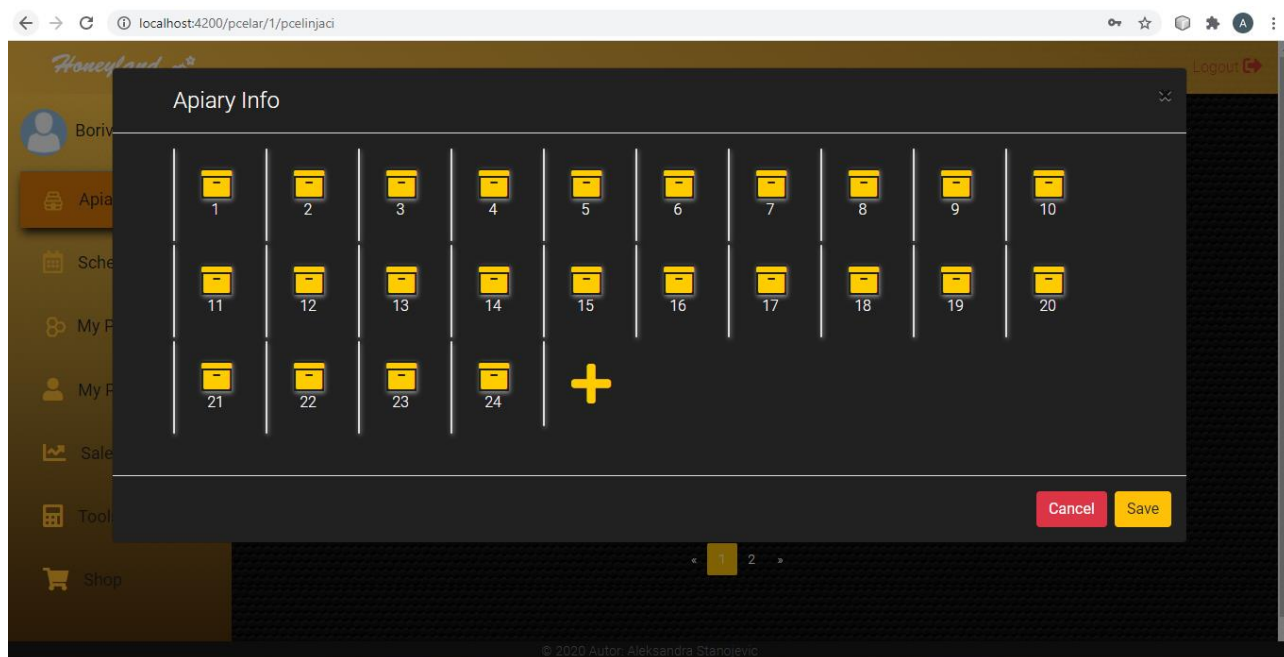 localhost:4200/pcelar/1/pcelinjaci
A
Honeyland
Logout
Apiary Info
Boriv
1 2 3 4 5 6 7 8 9 10
Apia
Sche
11 12 13 14 15 16 17 18 19 20
My P
21 22 23 24
My P
Sale
Cancel Save
Tool
« 1 2 »
Shop
© 2020 Autor: Aleksandra Stanojevic